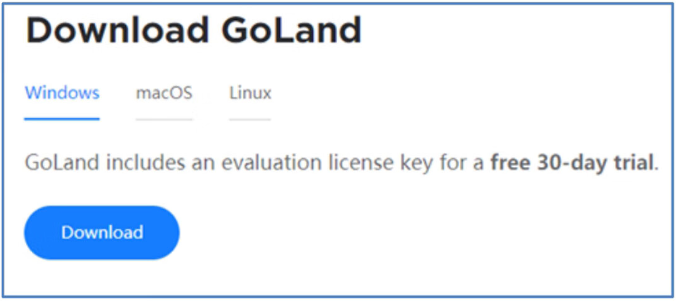 Download GoLand
Windows macOS Linux
GoLand includes an evaluation license key for a free 30-day trial.
Download